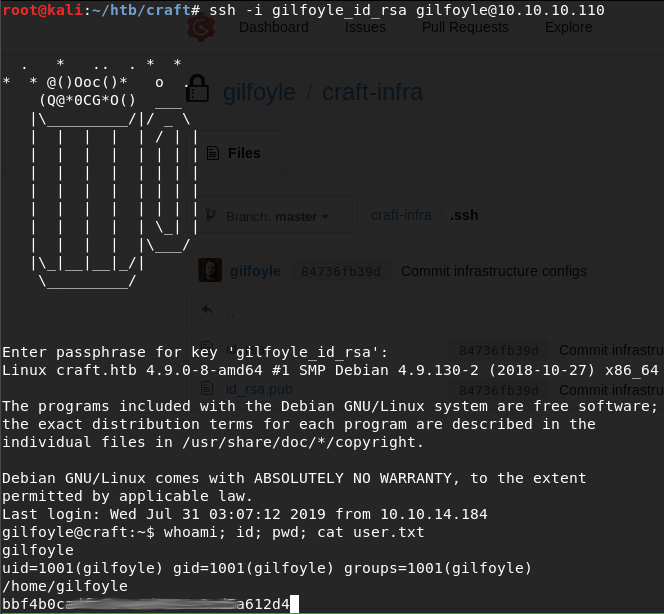 root@kali:~/htb/craft# ssh -i gilfoyle_id_rsa gilfoyle@10.10.10.110
Dashboard Issues Pull Requests Explore
  .   *   ..  . *  *
*  * @()Ooc()*   o  .
    (Q@*0CG*O()  ___
   |\_________/|/ _ \
   |  |  |  |  | / | |
   |  |  |  |  | | | |
   |  |  |  |  | | | |
   |  |  |  |  | | | |
   |  |  |  |  | | | |
   |  |  |  |  | \_| |
   |  |  |  |  |\___/
   |\_|__|__|_/|
    \_________/
gilfoyle / craft-infra
Files
Branch: master
craft-infra / .ssh
gilfoyle 84736fb39d Commit infrastructure configs
..
84736fb39d Commit infrastru
id_rsa.pub 84736fb39d Commit infrastru
Enter passphrase for key 'gilfoyle_id_rsa':
Linux craft.htb 4.9.0-8-amd64 #1 SMP Debian 4.9.130-2 (2018-10-27) x86_64
The programs included with the Debian GNU/Linux system are free software;
the exact distribution terms for each program are described in the
individual files in /usr/share/doc/*/copyright.
Debian GNU/Linux comes with ABSOLUTELY NO WARRANTY, to the extent
permitted by applicable law.
Last login: Wed Jul 31 03:07:12 2019 from 10.10.14.184
gilfoyle@craft:~$ whoami; id; pwd; cat user.txt
gilfoyle
uid=1001(gilfoyle) gid=1001(gilfoyle) groups=1001(gilfoyle)
/home/gilfoyle